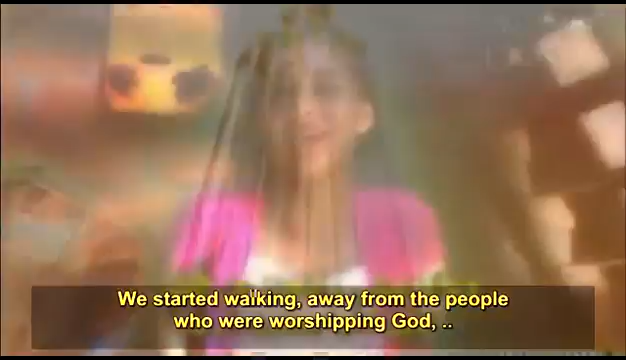 We started walking, away from the people
who were worshipping God, ..